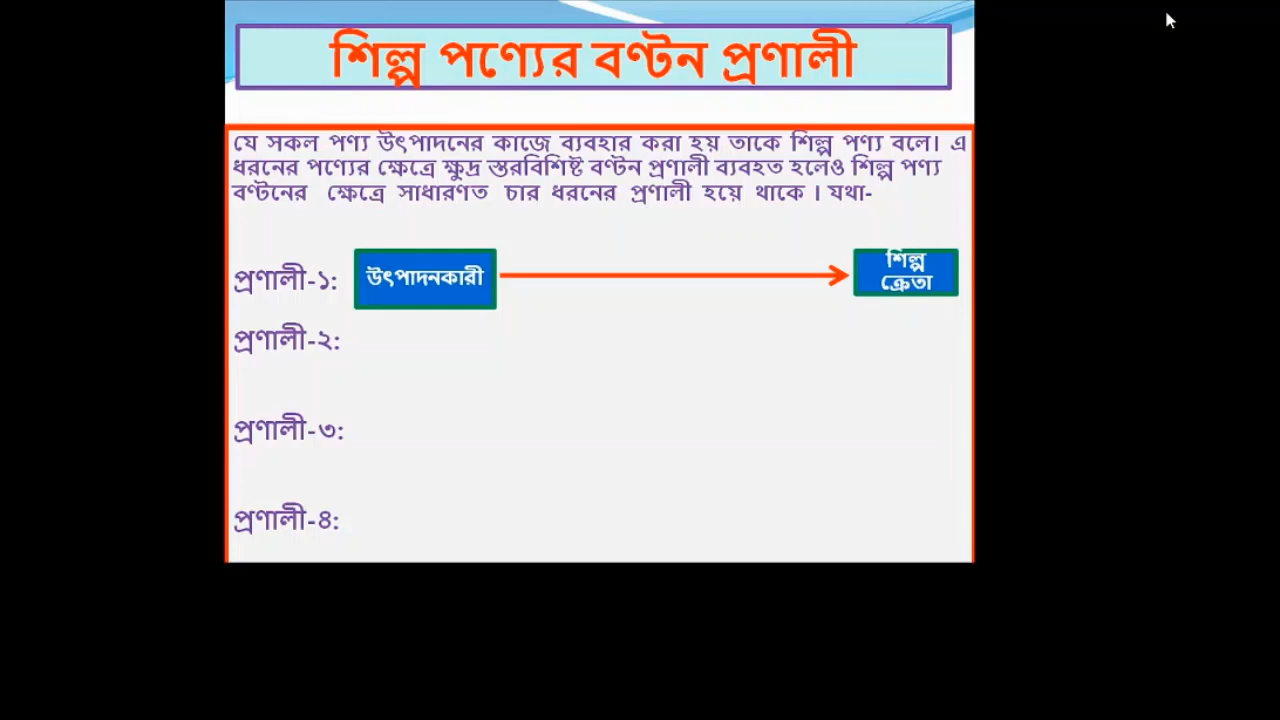 শিল্প পণ্যের বণ্টন প্রণালী
যে সকল পণ্য উৎপাদনের কাজে ব্যবহার করা হয় তাকে শিল্প পণ্য বলে। এ
ধরনের পণ্যের ক্ষেত্রে ক্ষুদ্র স্তরবিশিষ্ট বণ্টন প্রণালী ব্যবহত হলেও শিল্প পণ্য
বণ্টনের ক্ষেত্রে সাধারণত চার ধরনের প্রণালী হয়ে থাকে । যথা-
প্রণালী-১: উৎপাদনকারী শিল্প
ক্রেতা
প্রণালী-২:
প্রণালী-৩:
প্রণালী-৪: